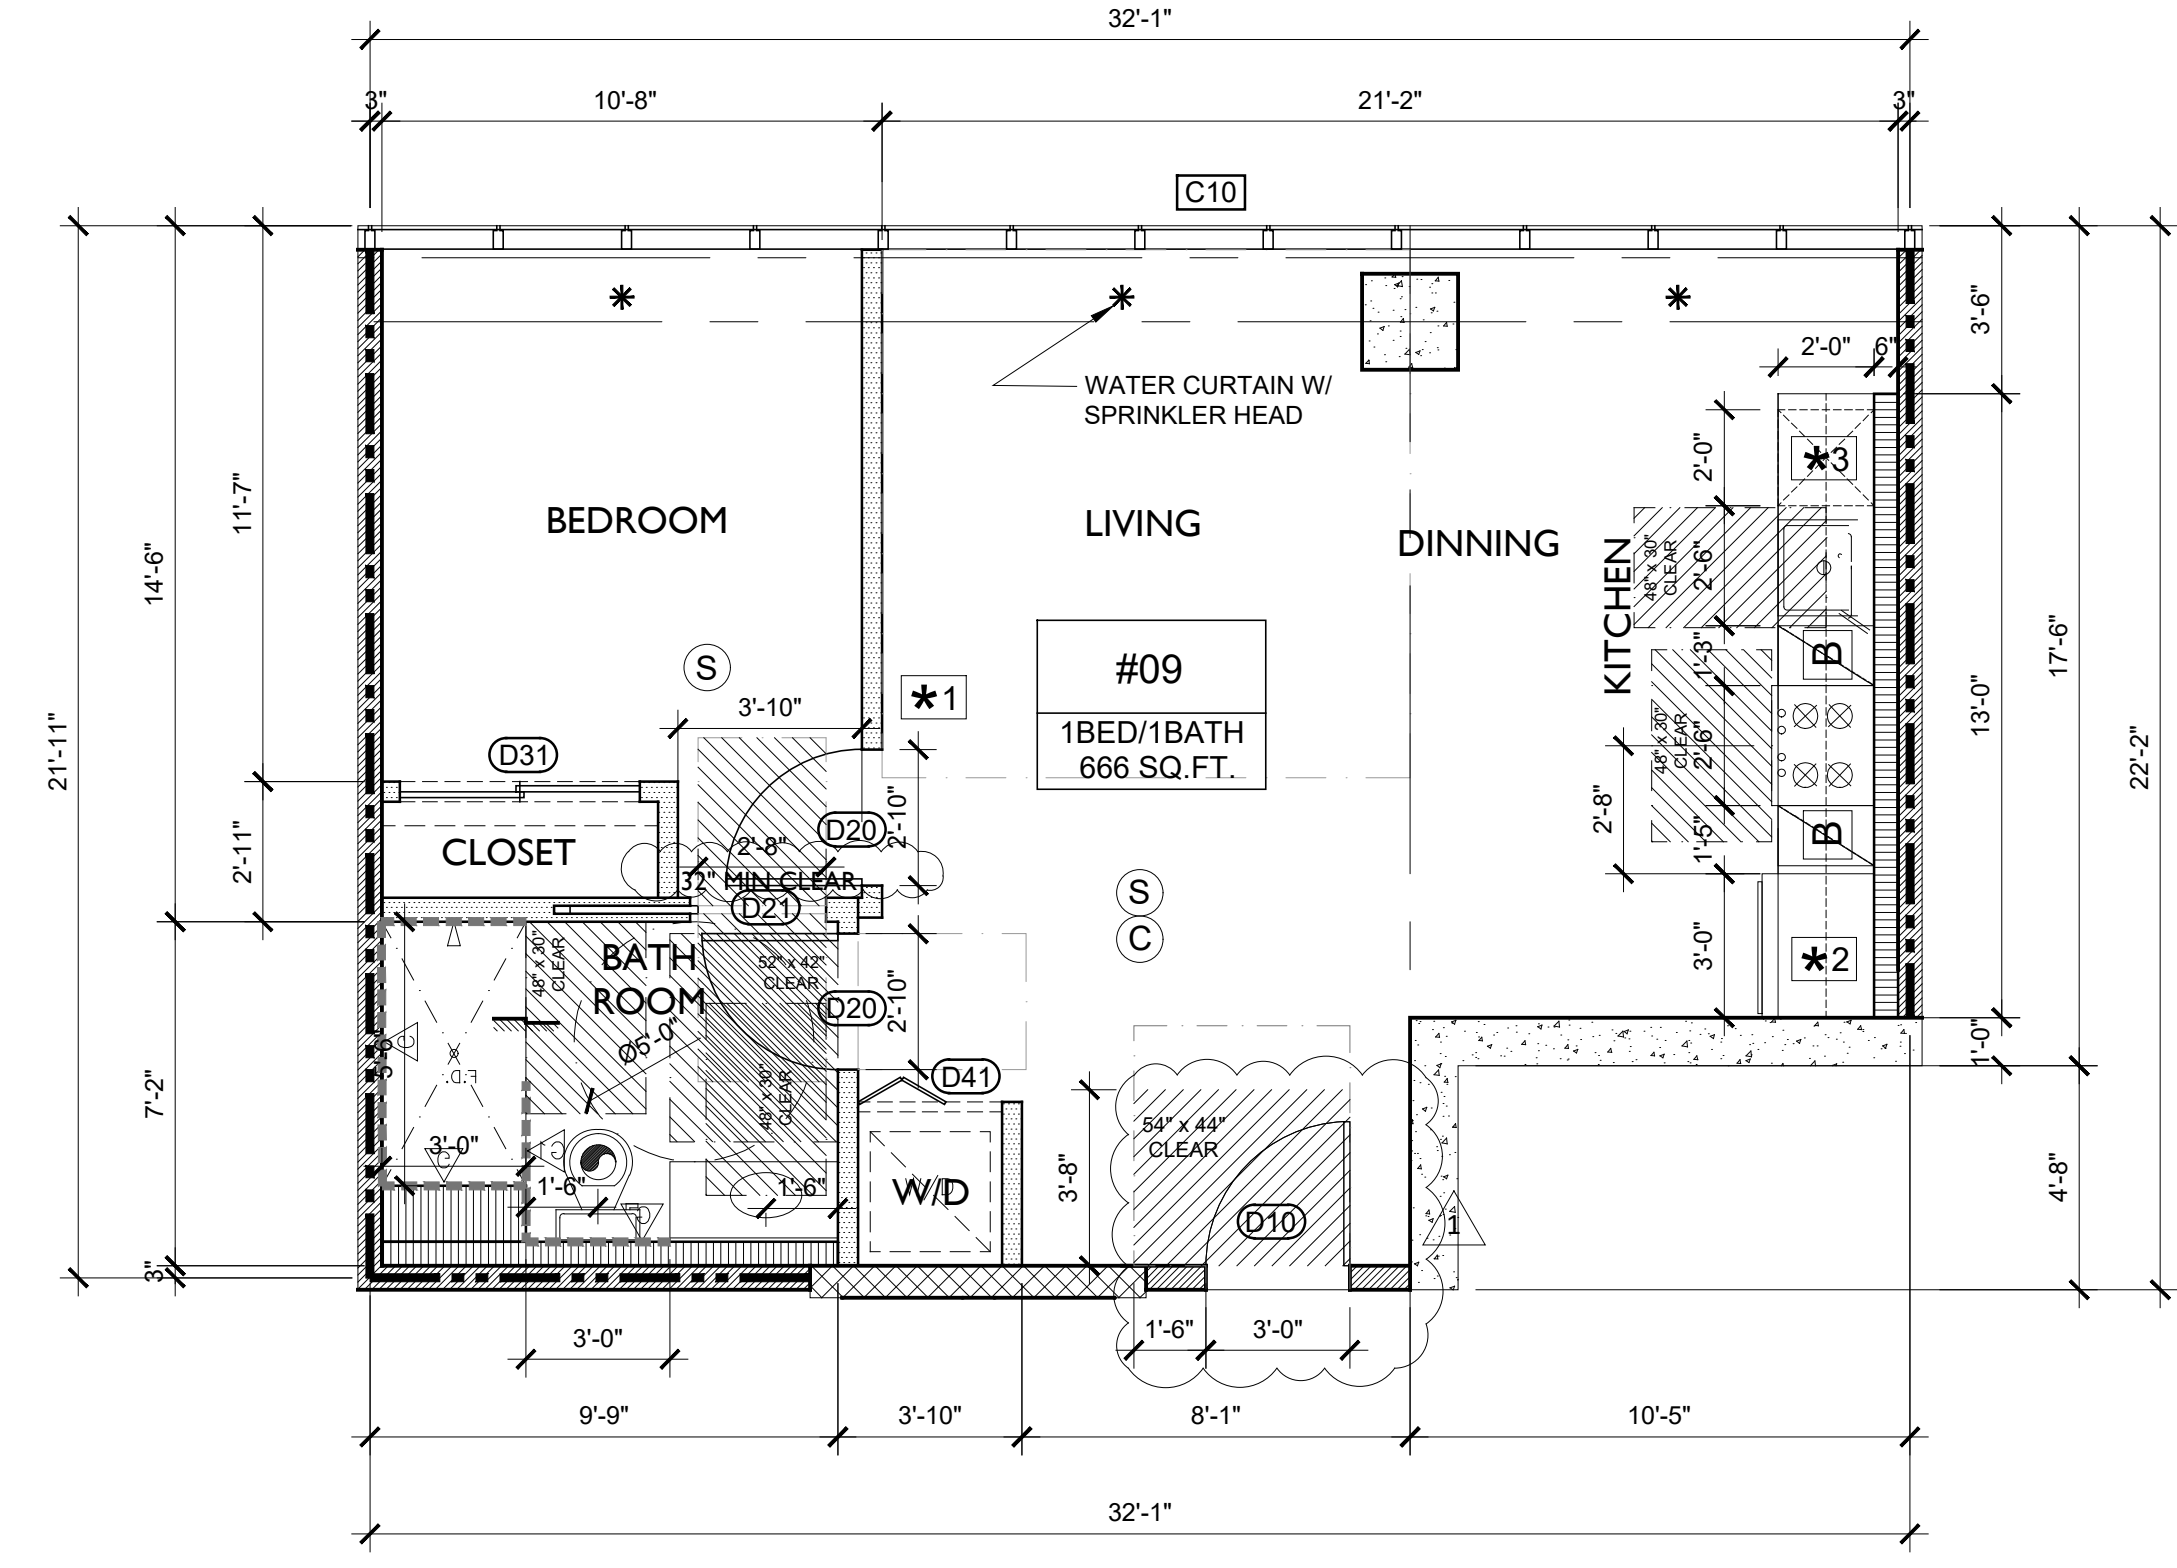 32'-1"
3"
10'-8"
21'-2"
3"
C10
3'-6"
2'-0"
6"
WATER CURTAIN W/
SPRINKLER HEAD
*3
2'-0"
11'-7"
14'-6"
21'-11"
BEDROOM
LIVING
DINNING
KITCHEN
48" x 30"
CLEAR
2'-6"
1'-3"
B
17'-6"
13'-0"
22'-2"
S
#09
1BED/1BATH
666 SQ.FT.
*1
3'-10"
D31
48" x 30"
CLEAR
2'-6"
2'-8"
1'-5"
B
D20
2'-10"
2'-8"
32" MIN CLEAR
D21
CLOSET
2'-11"
S
C
3'-0"
*2
BATH
ROOM
48" x 30"
CLEAR
52" x 42"
CLEAR
D20
2'-10"
Ø5'-0"
5'-6"
C
F.D.
7'-2"
1'-0"
D41
48" x 30"
CLEAR
3'-0"
C
C
1'-6"
1'-6"
W/D
3'-8"
54" x 44"
CLEAR
D10
1
4'-8"
3"
3'-0"
1'-6"
3'-0"
9'-9"
3'-10"
8'-1"
10'-5"
32'-1"